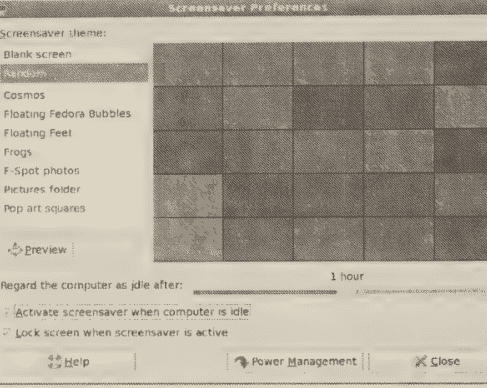 Screensaver Preferences
Screensaver theme:
Blank screen
Random
Cosmos
Floating Fedora Bubbles
Floating Feet
Frogs
F-Spot photos
Pictures folder
Pop art squares
Preview
1 hour
Regard the computer as idle after:
Activate screensaver when computer is idle
Lock screen when screensaver is active
Help
Power Management
Close